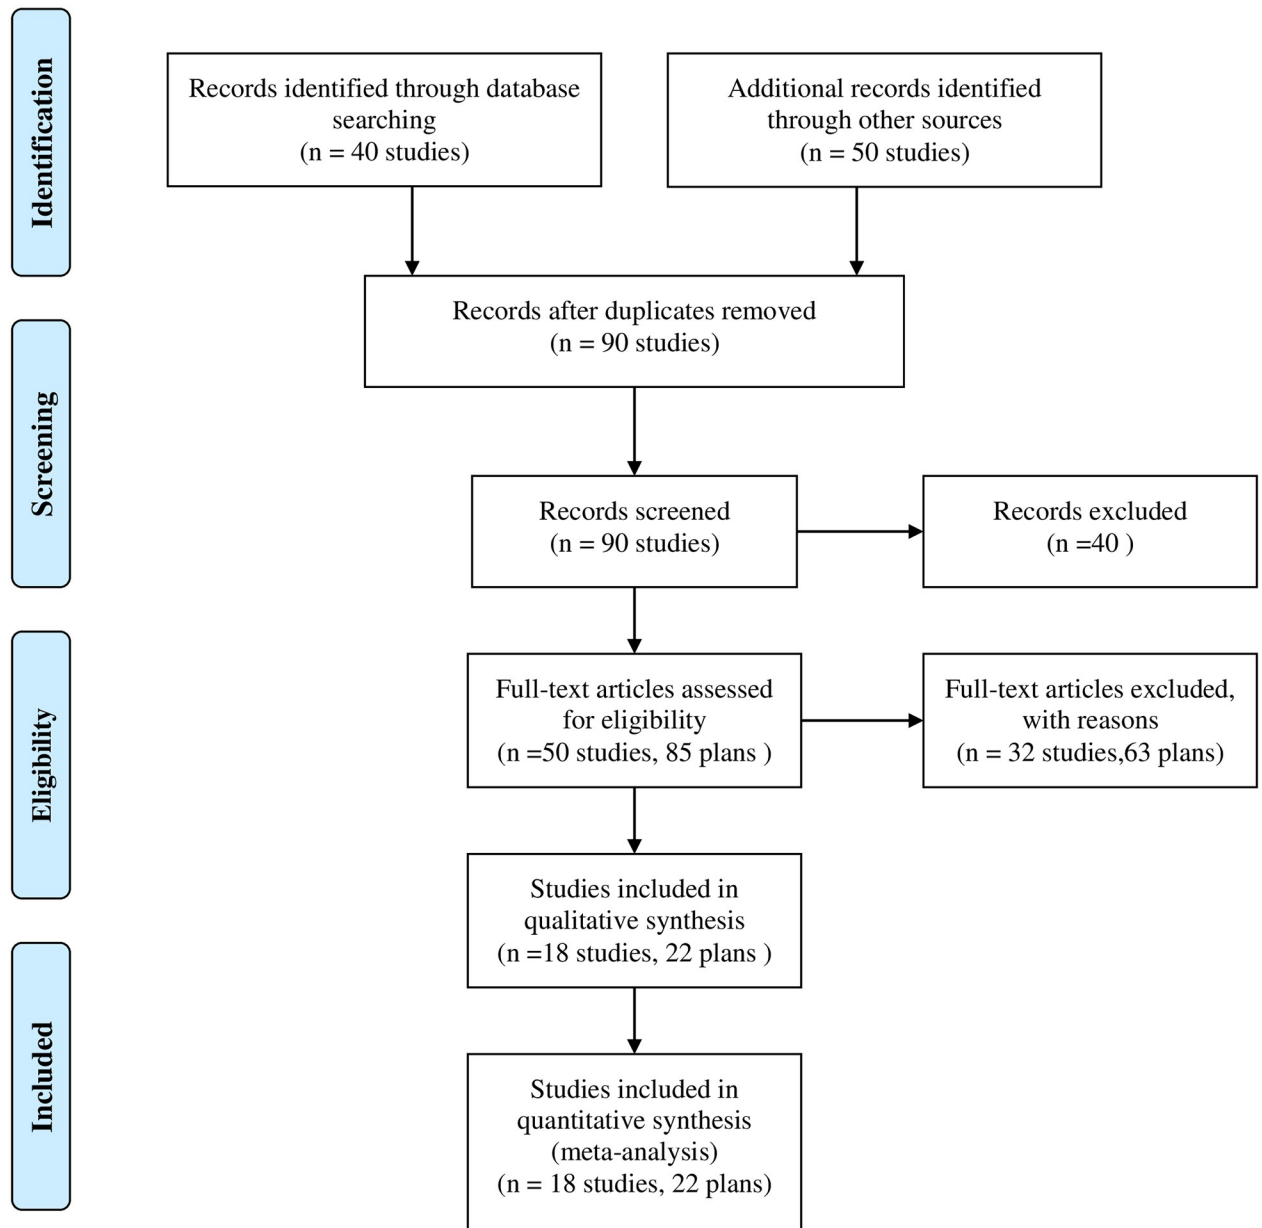 Identification
Records identified through database
searching
(n = 40 studies)
Additional records identified
through other sources
(n = 50 studies)
Records after duplicates removed
(n = 90 studies)
Screening
Records screened
(n = 90 studies)
Records excluded
(n =40 )
Eligibility
Full-text articles assessed
for eligibility
(n =50 studies, 85 plans )
Full-text articles excluded,
with reasons
(n = 32 studies,63 plans)
Studies included in
qualitative synthesis
(n =18 studies, 22 plans )
Included
Studies included in
quantitative synthesis
(meta-analysis)
(n = 18 studies, 22 plans)